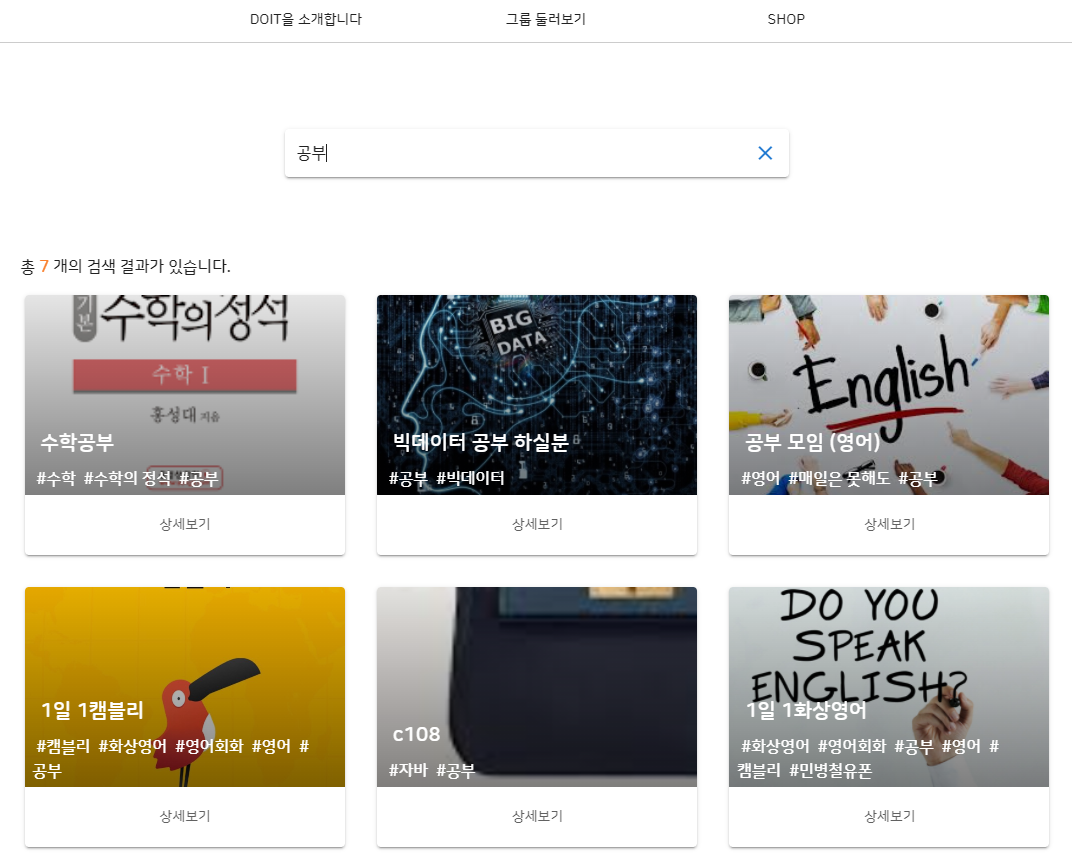 DOIT을 소개합니다 그룹 둘러보기 SHOP
공부
총 7 개의 검색 결과가 있습니다.
기본
수학의 정석
수학 I
홍성대 지음
수학공부
#수학 #수학의 정석 #공부
상세보기
BIG
DATA
빅데이터 공부 하실분
#공부 #빅데이터
상세보기
English
공부 모임 (영어)
#영어 #매일은 못해도 #공부
상세보기
1일 1캠블리
#캠블리 #화상영어 #영어회화 #영어 #
공부
상세보기
c108
#자바 #공부
상세보기
DO YOU
SPEAK
ENGLISH?
1일 1화상영어
#화상영어 #영어회화 #공부 #영어 #
캠블리 #민병철유폰
상세보기